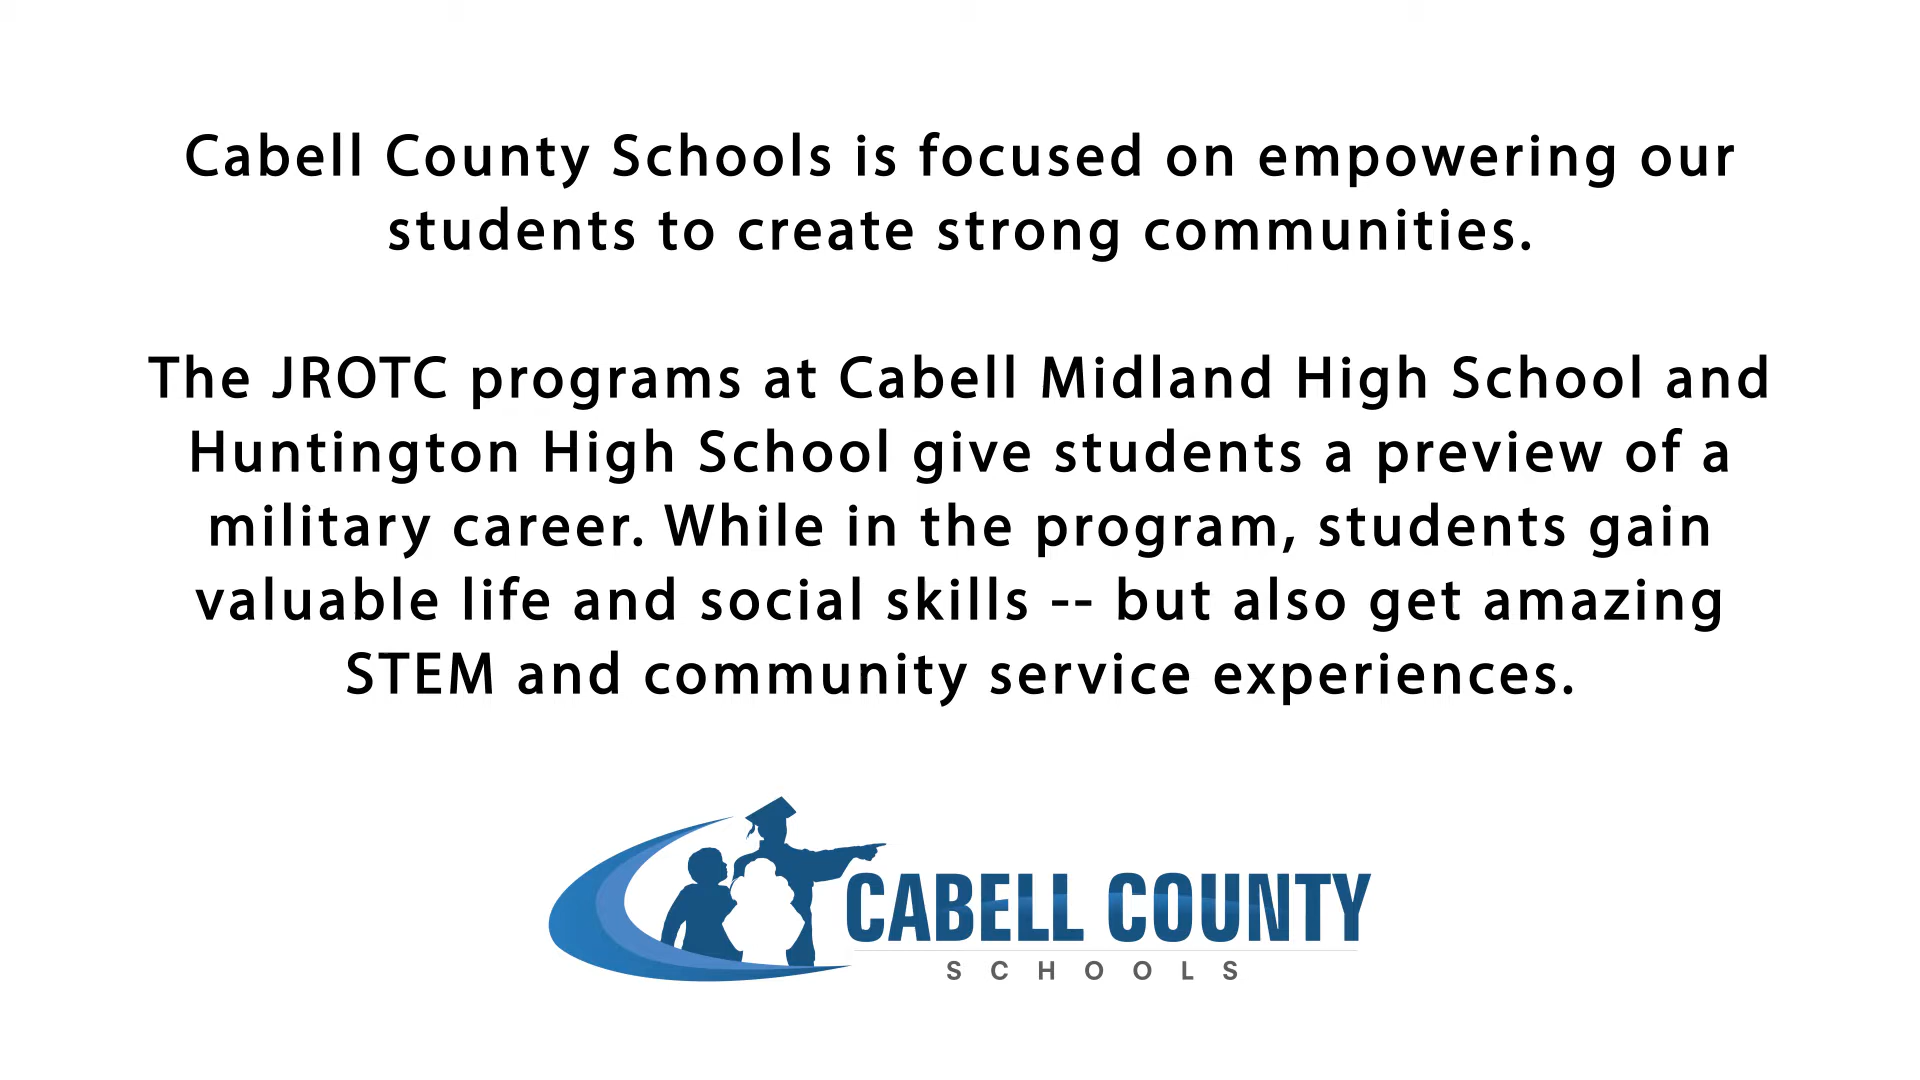 Cabell County Schools is focused on empowering our
students to create strong communities.
The JROTC programs at Cabell Midland High School and
Huntington High School give students a preview of a
military career. While in the program, students gain
valuable life and social skills -- but also get amazing
STEM and community service experiences.
CABELL COUNTY
SCHOOLS